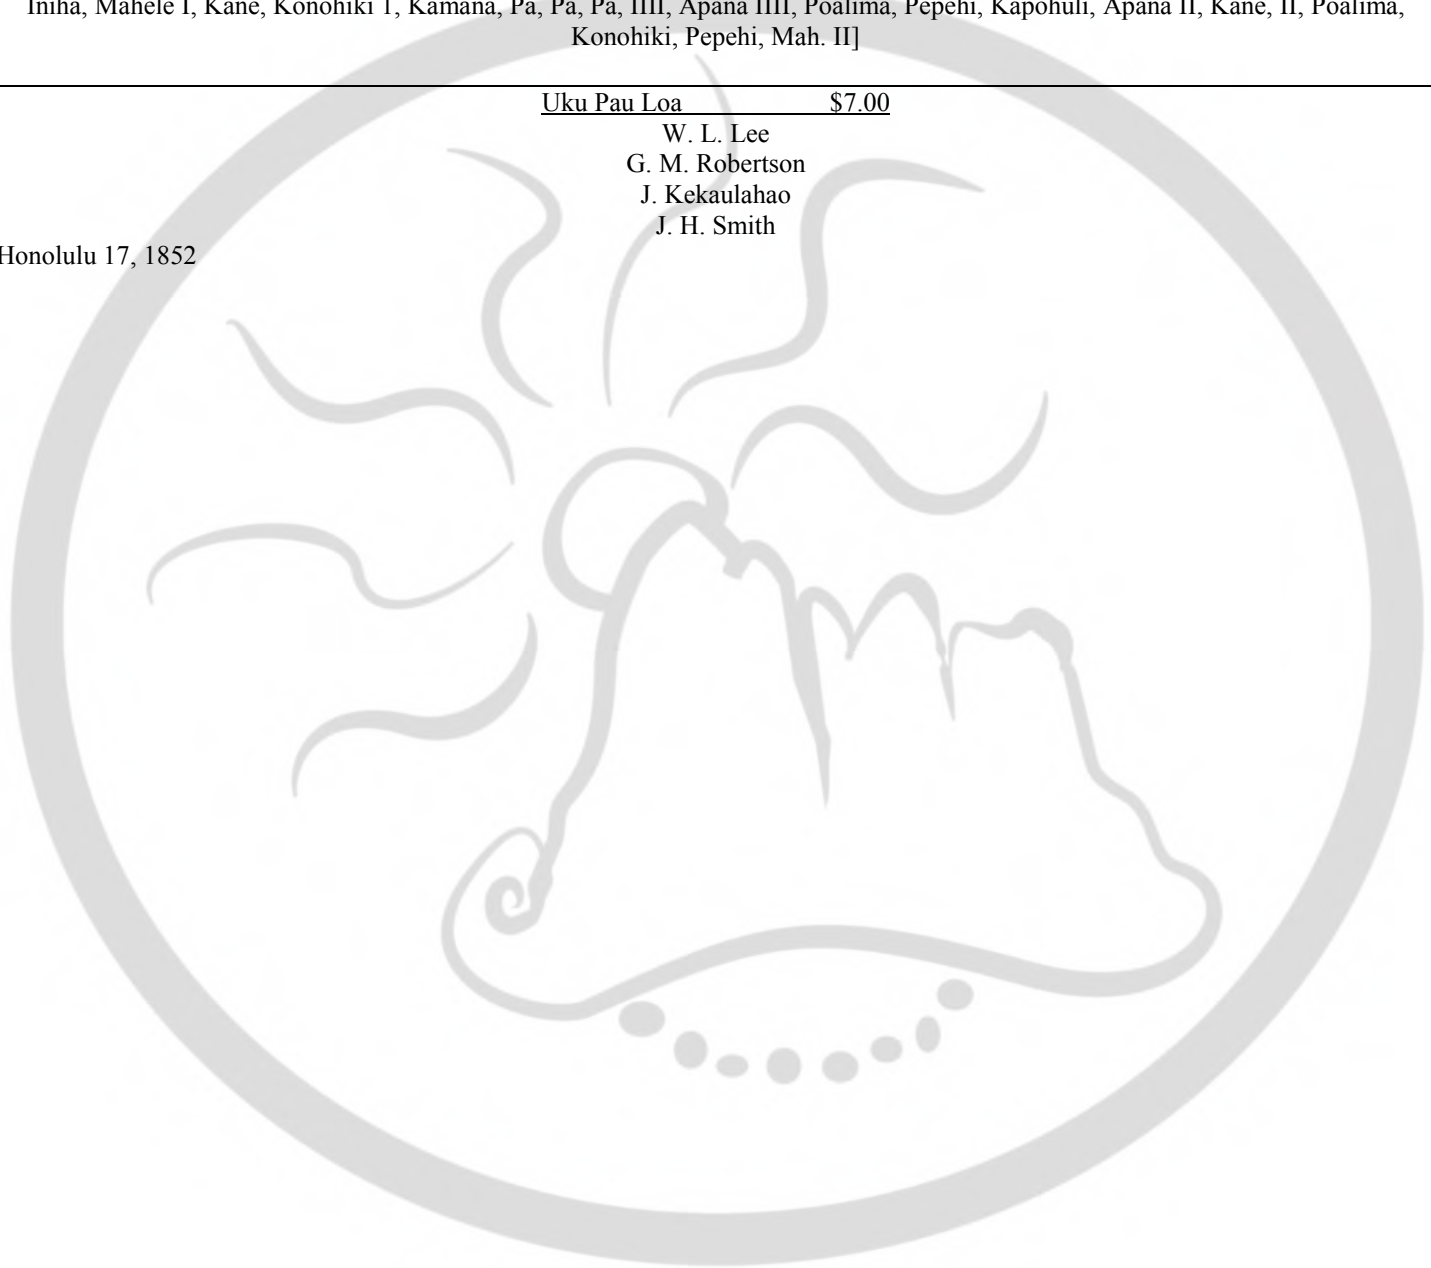 Iniha, Mahele I, Kane, Konohiki 1, Kamana, Pa, Pa, Pa, IIII, Apana IIII, Poalima, Pepehi, Kapohuli, Apana II, Kane, II, Poalima,
Konohiki, Pepehi, Mah. II]
Uku Pau Loa $7.00
W. L. Lee
G. M. Robertson
J. Kekaulahao
J. H. Smith
Honolulu 17, 1852